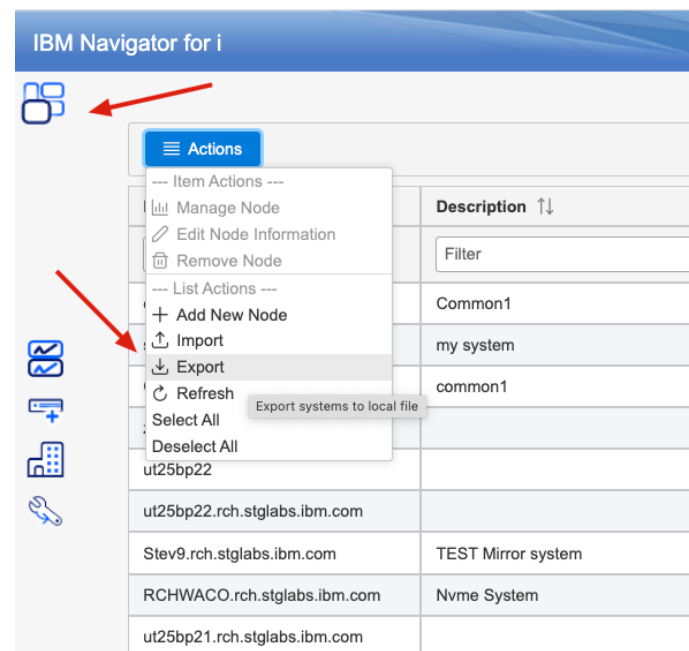 IBM Navigator for i
Actions
--- Item Actions ---
Manage Node
Edit Node Information
Remove Node
--- List Actions ---
Add New Node
Import
Export
Refresh
Export systems to local file
Select All
Deselect All
Description
Filter
Common1
my system
common1
ut25bp22
ut25bp22.rch.stglabs.ibm.com
Stev9.rch.stglabs.ibm.com TEST Mirror system
RCHWACO.rch.stglabs.ibm.com Nvme System
ut25bp21.rch.stglabs.ibm.com